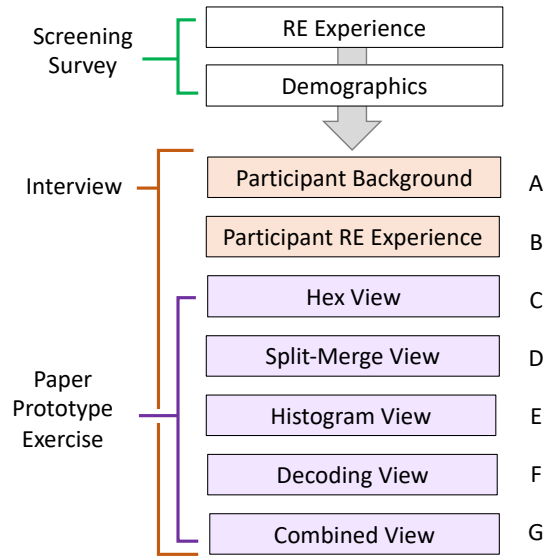 Screening
Survey
RE Experience
Demographics
Interview
Participant Background A
Participant RE Experience B
Hex View C
Split-Merge View D
Paper
Prototype
Exercise
Histogram View E
Decoding View F
Combined View G